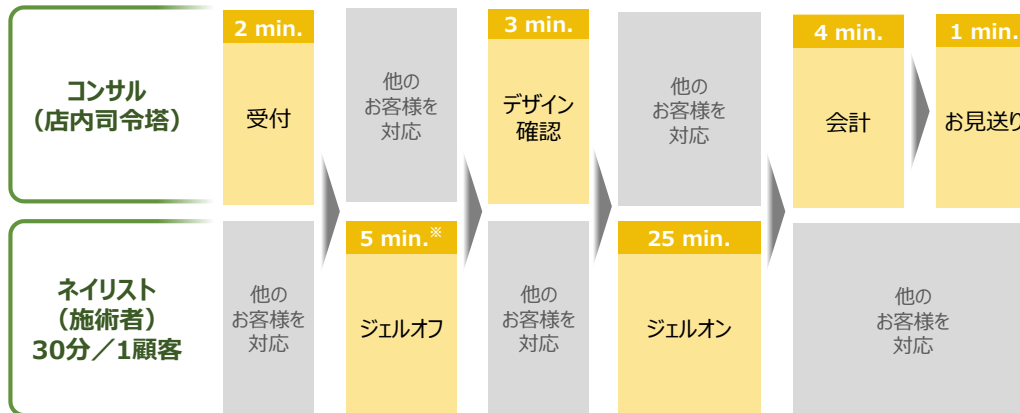 コンサル
（店内司令塔）
2 min.
受付
他の
お客様を
対応
3 min.
デザイン
確認
他の
お客様を
対応
4 min.
会計
1 min.
お見送り
ネイリスト
（施術者）
30分／1顧客
他の
お客様を
対応
5 min.※
ジェルオフ
他の
お客様を
対応
25 min.
ジェルオン
他の
お客様を
対応